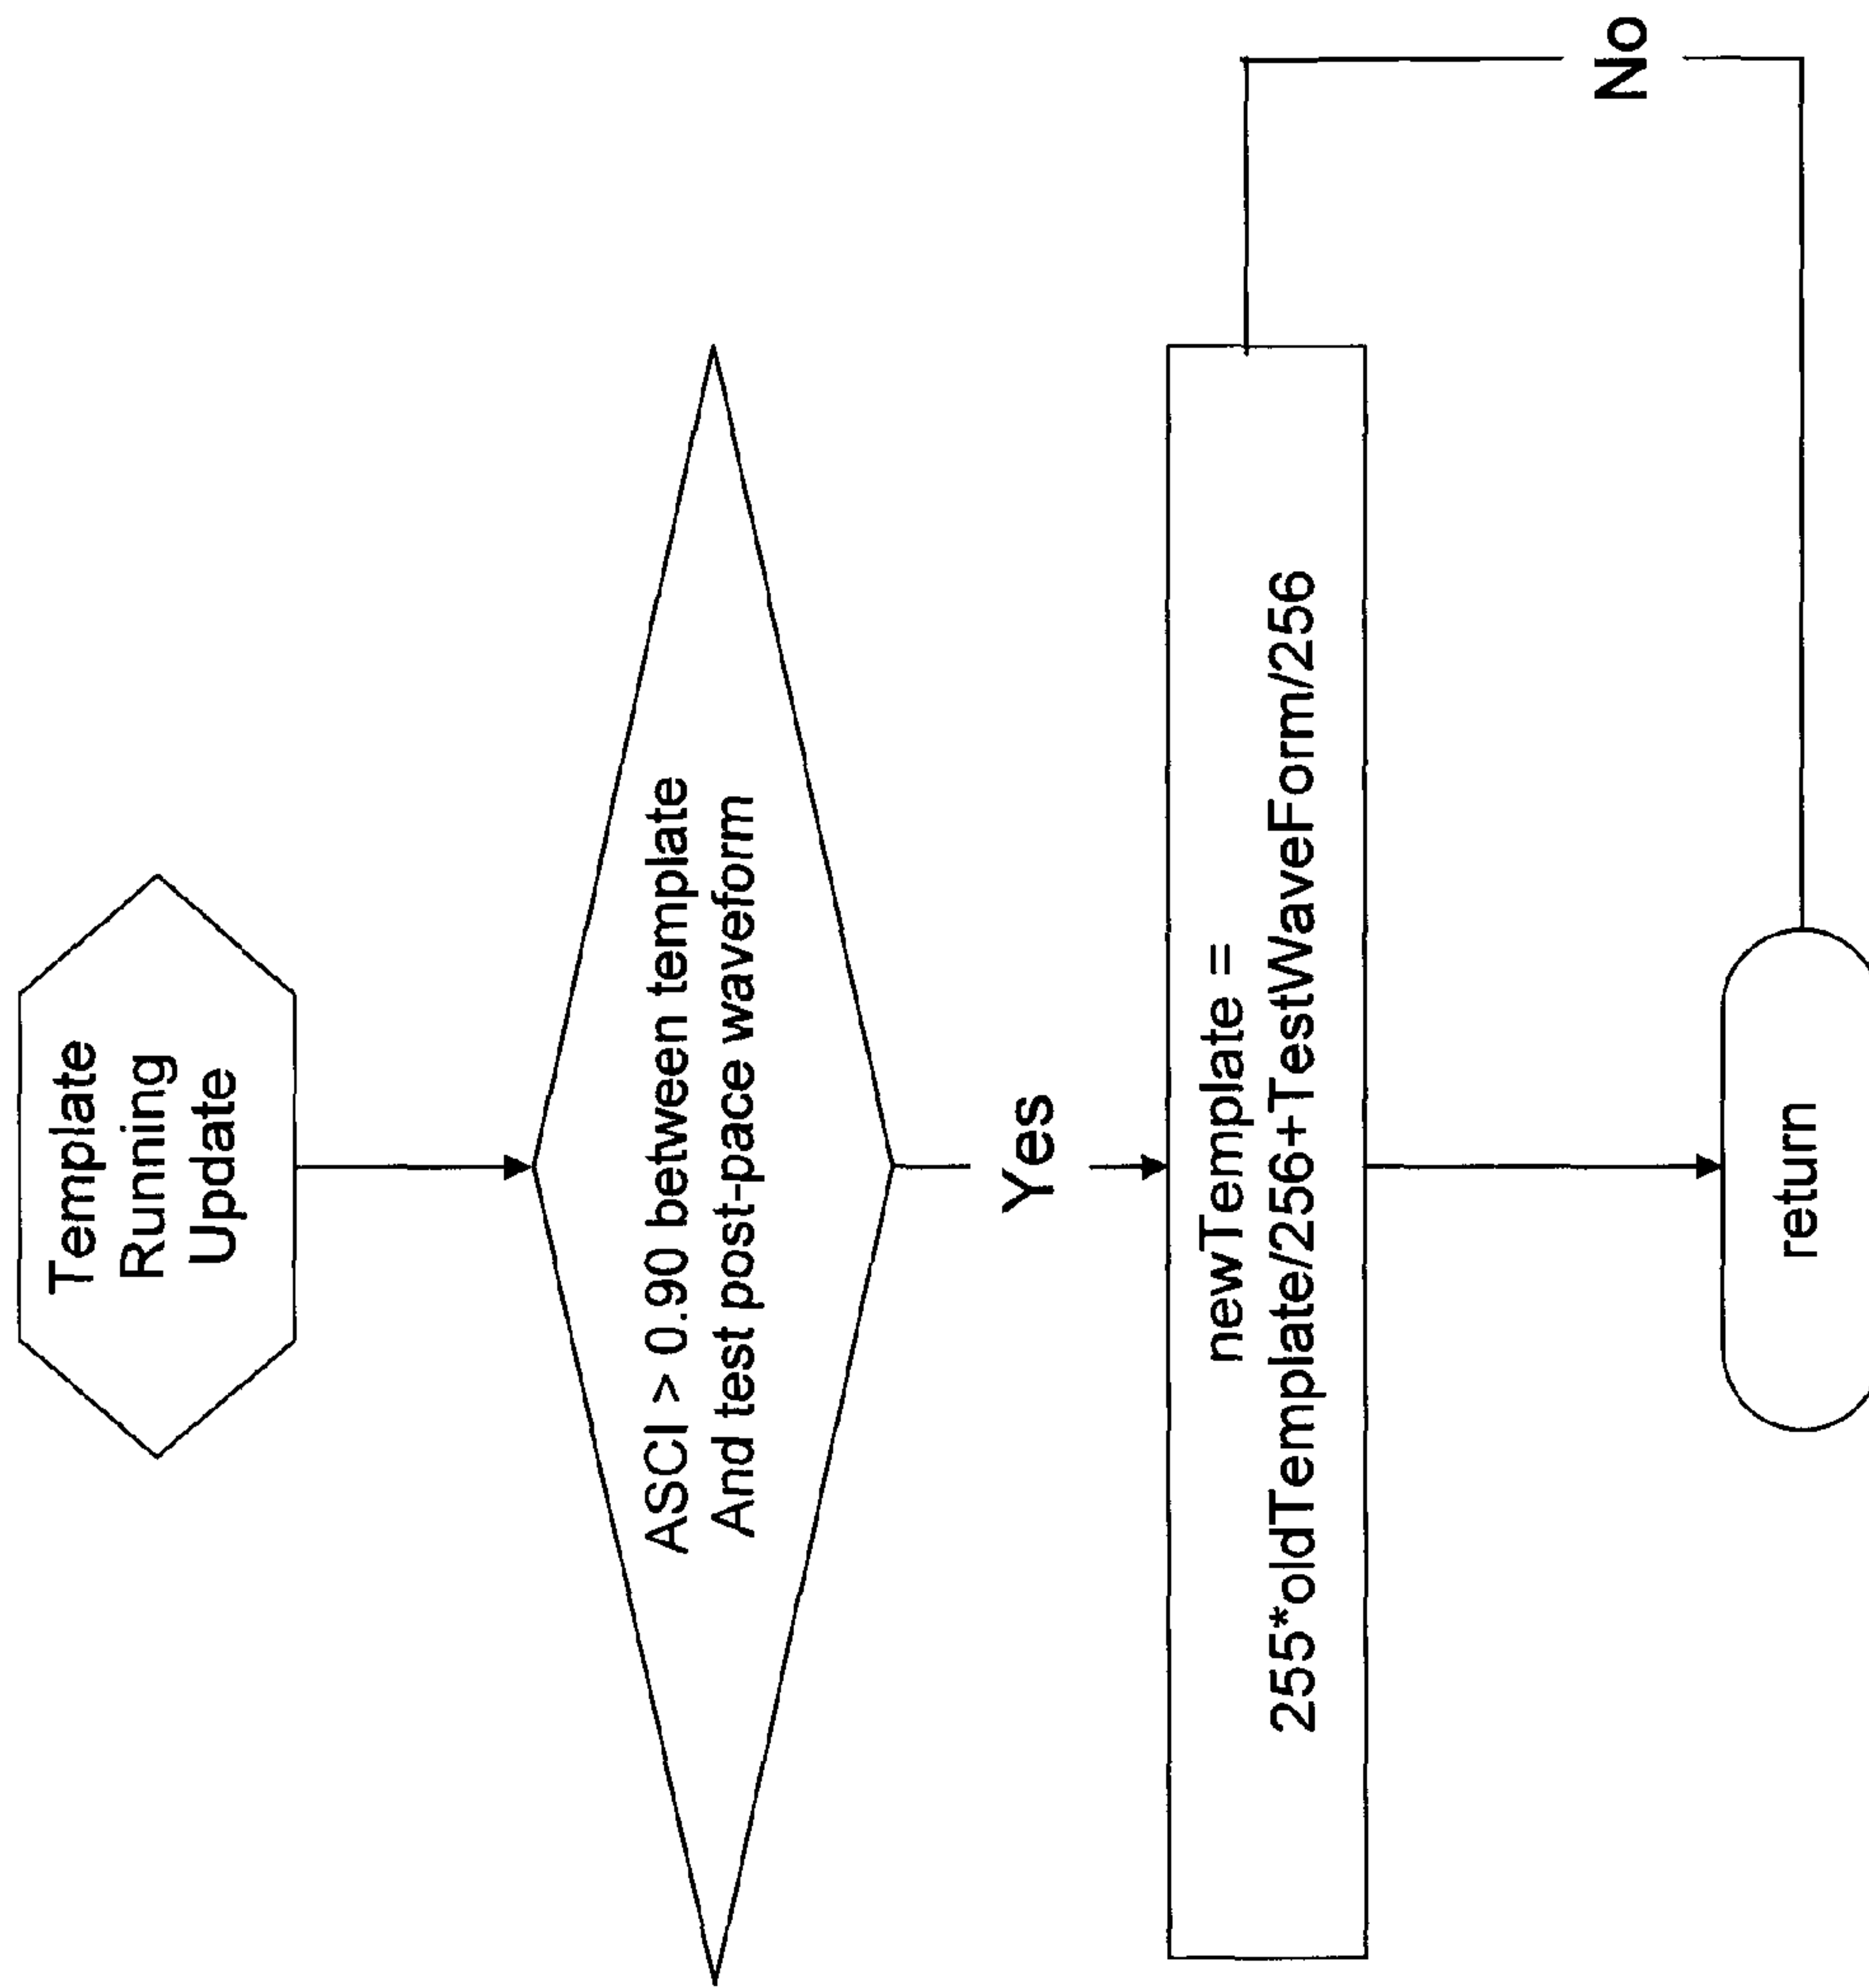 Template
Running
Update
ASCI > 0.90 between template
And test post-pace waveform
Yes
newTemplate =
255*oldTemplate/256+TestWaveForm/256
No
return